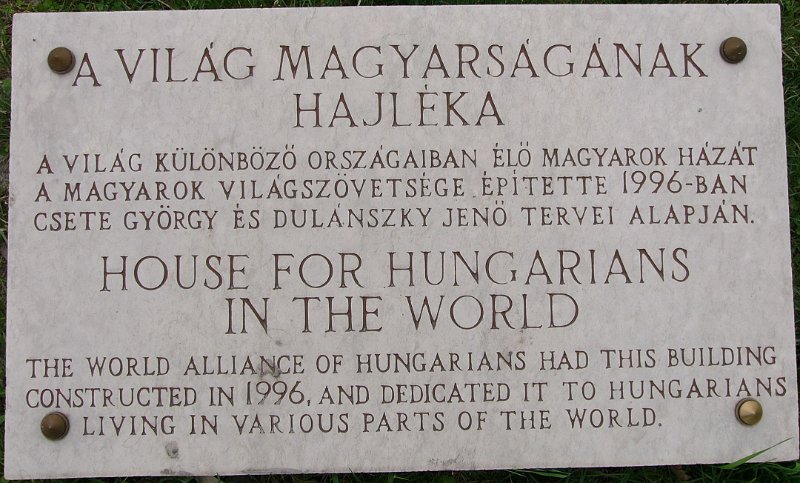 A VILÁG MAGYARSÁGÁNAK
HAJLÉKA
A VILÁG KÜLÖNBÖZŐ ORSZÁGAIBAN ÉLŐ MAGYAROK HÁZÁT
A MAGYAROK VILÁGSZÖVETSÉGE ÉPÍTETTE 1996-BAN
CSETE GYÖRGY ÉS DULÁNSZKY JENŐ TERVEI ALAPJÁN.
HOUSE FOR HUNGARIANS
IN THE WORLD
THE WORLD ALLIANCE OF HUNGARIANS HAD THIS BUILDING
CONSTRUCTED IN 1996, AND DEDICATED IT TO HUNGARIANS
LIVING IN VARIOUS PARTS OF THE WORLD.